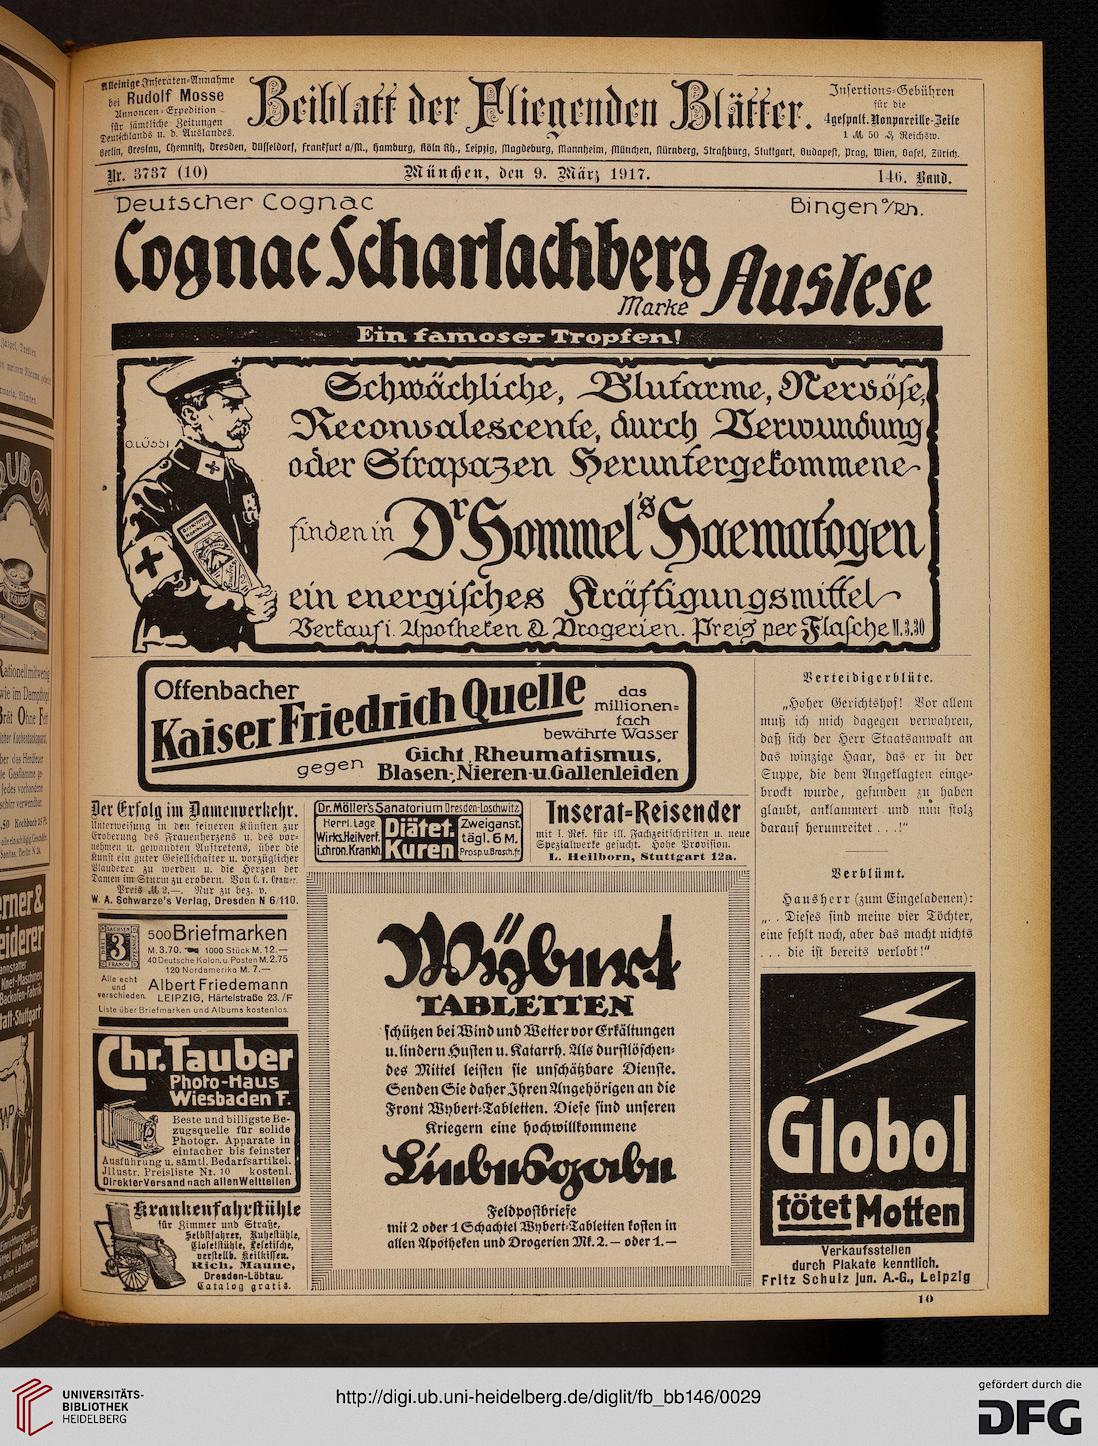 Alleinige Inseraten-Annahme
bei Rudolf Mosse
Annoncen-Expedition
für sämtliche Zeitungen
Deutschlands u. d. Auslandes.
Beiblatt der Fliegenden Blätter.
Insertions-Gebühren
für die
4gespalt. Nonpareille-Zeile
1 M 50 ₰ Reichsw.
Berlin, Breslau, Chemnitz, Dresden, Düsseldorf, Frankfurt a/M., Hamburg, Köln Rh., Leipzig, Magdeburg, Mannheim, München, Nürnberg, Straßburg, Stuttgart, Budapest, Prag, Wien, Basel, Zürich.
Nr. 3737 (10)
München, den 9. März 1917.
146. Band.
Deutscher Cognac
Bingen a/Rh.
Cognac Scharlachberg
Marke Auslese
Ein famoser Tropfen!
O. LÜSSI
Schwächliche, Blutarme, Nervöse,
Reconvalescente, durch Verwundung
oder Strapazen Heruntergekommene
finden in Dr Hommel's Haematogen
ein energisches Kräftigungsmittel
Verkauf i. Apotheken & Drogerien. Preis per Flasche M. 3.30
Offenbacher
Kaiser Friedrich Quelle
das
millionen=
fach
bewährte Wasser
gegen Gicht, Rheumatismus,
Blasen-, Nieren- u. Gallenleiden
Der Erfolg im Damenverkehr.
Unterweisung in den feineren Künsten zur
Eroberung des Frauenherzens u. des vor-
nehmen u. gewandten Auftretens, über die
Kunst ein guter Gesellschafter u. vorzüglicher
Plauderer zu werden u. die Herzen der
Damen im Sturm zu erobern. Von C. v. Cramer.
Preis M 2.—. Nur zu bez. v.
W. A. Schwarze's Verlag, Dresden N 6/110.
Dr. Möller's Sanatorium Dresden-Loschwitz
Herrl. Lage
Wirks. Heilverf.
i. chron. Krankh.
Diätet.
Kuren
Zweiganst.
tägl. 6 M.
Prosp. u. Brosch. fr.
Inserat=Reisender
mit I. Ref. für ill. Fachzeitschriften u. neue
Spezialwerke gesucht. Hohe Provision.
L. Heilborn, Stuttgart 12a.
SACHSEN
3
FRANCO
500 Briefmarken
M. 3.70. 1000 Stück M. 12.—
40 Deutsche Kolon. u. Posten M. 2.75
120 Nordamerika M. 7.—
Alle echt
und
verschieden.
Albert Friedemann
LEIPZIG, Härtelstraße 23./F
Liste über Briefmarken und Albums kostenlos.
Chr. Tauber
Photo-Haus
Wiesbaden F.
Beste und billigste Be-
zugsquelle für solide
Photogr. Apparate in
einfacher bis feinster
Ausführung u. sämtl. Bedarfsartikel.
Jllustr. Preisliste Nr. 10 kostenl.
Direkter Versand nach allen Weltteilen
Krankenfahrstühle
für Zimmer und Straße,
Selbstfahrer, Ruhestühle,
Closetstühle, Lesetische,
verstellb. Keilkissen.
Rich. Maune,
Dresden-Löbtau.
Catalog gratis.
Wybert
TABLETTEN
schützen bei Wind und Wetter vor Erkältungen
u. lindern Husten u. Katarrh. Als durstlöschen=
des Mittel leisten sie unschätzbare Dienste.
Senden Sie daher Ihren Angehörigen an die
Front Wybert-Tabletten. Diese sind unseren
Kriegern eine hochwillkommene
Liebesgabe
Feldpostbriefe
mit 2 oder 1 Schachtel Wybert-Tabletten kosten in
allen Apotheken und Drogerien Mk. 2.— oder 1.—
Verteidigerblüte.
„Hoher Gerichtshof! Vor allem
muß ich mich dagegen verwahren,
daß sich der Herr Staatsanwalt an
das winzige Haar, das er in der
Suppe, die dem Angeklagten einge-
brockt wurde, gefunden zu haben
glaubt, anklammert und nun stolz
darauf herumreitet . . .!“
Verblümt.
Hausherr (zum Eingeladenen):
„. . Dieses sind meine vier Töchter,
eine fehlt noch, aber das macht nichts
. . . die ist bereits verlobt!“
Globol
tötet Motten
Verkaufsstellen
durch Plakate kenntlich.
Fritz Schulz jun. A.-G., Leipzig
10
UNIVERSITÄTS-
BIBLIOTHEK
HEIDELBERG
http://digi.ub.uni-heidelberg.de/diglit/fb_bb146/0029
gefördert durch die
DFG